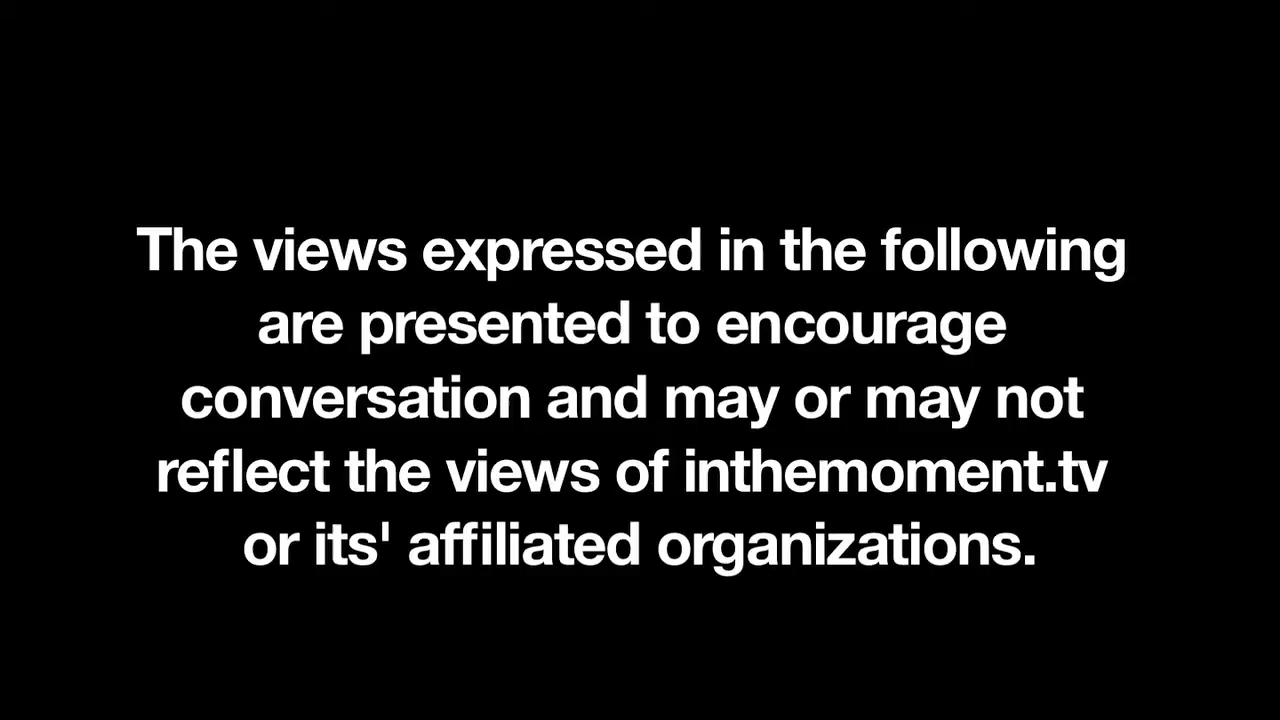 The views expressed in the following
are presented to encourage
conversation and may or may not
reflect the views of inthemoment.tv
or its' affiliated organizations.